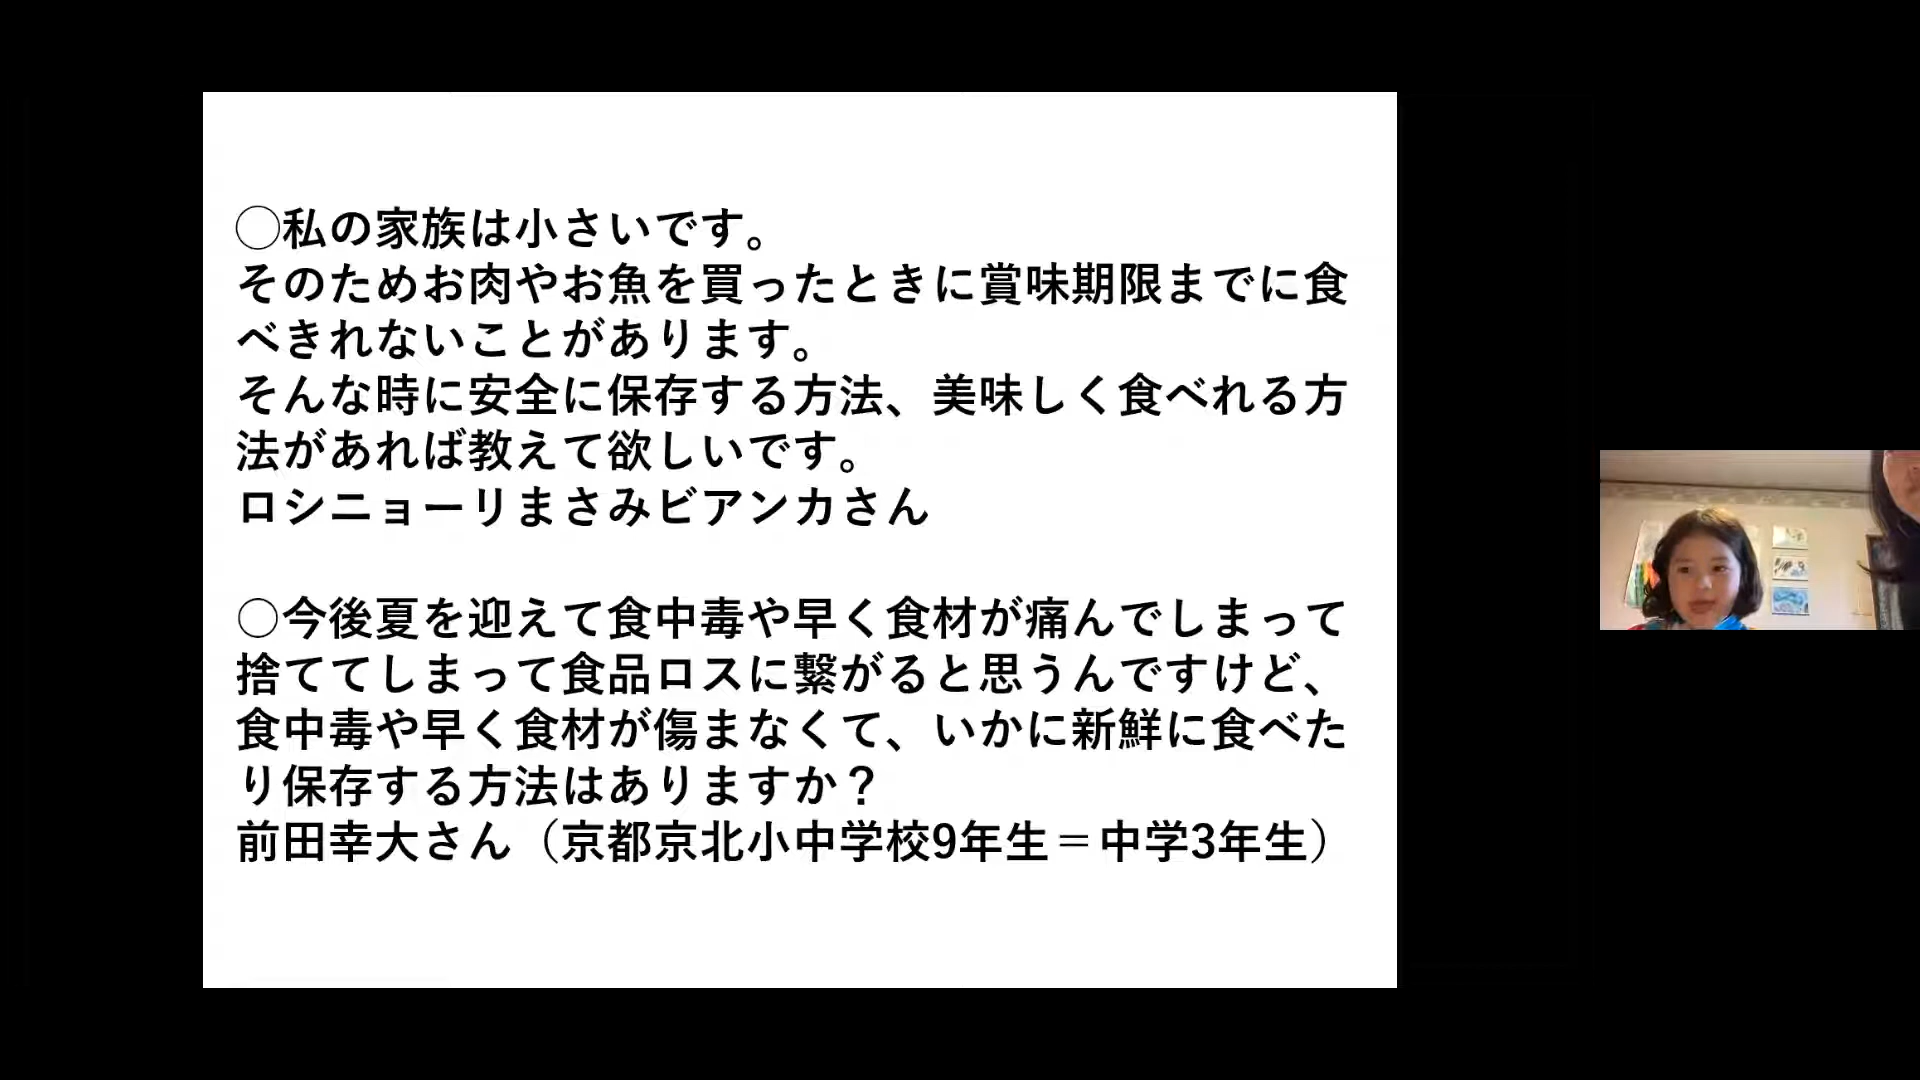 ◯私の家族は小さいです。
そのためお肉やお魚を買ったときに賞味期限までに食
べきれないことがあります。
そんな時に安全に保存する方法、美味しく食べれる方
法があれば教えて欲しいです。
ロシニョーリまさみビアンカさん
○今後夏を迎えて食中毒や早く食材が痛んでしまって
捨ててしまって食品ロスに繋がると思うんですけど、
食中毒や早く食材が傷まなくて、いかに新鮮に食べた
り保存する方法はありますか？
前田幸大さん（京都京北小中学校9年生＝中学3年生）